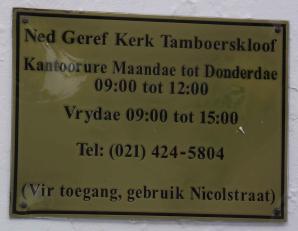 Ned Geref Kerk Tamboerskloof
Kantoorure Maandae tot Donderdae
09:00 tot 12:00
Vrydae 09:00 tot 15:00
Tel: (021) 424-5804
(Vir toegang, gebruik Nicolstraat)